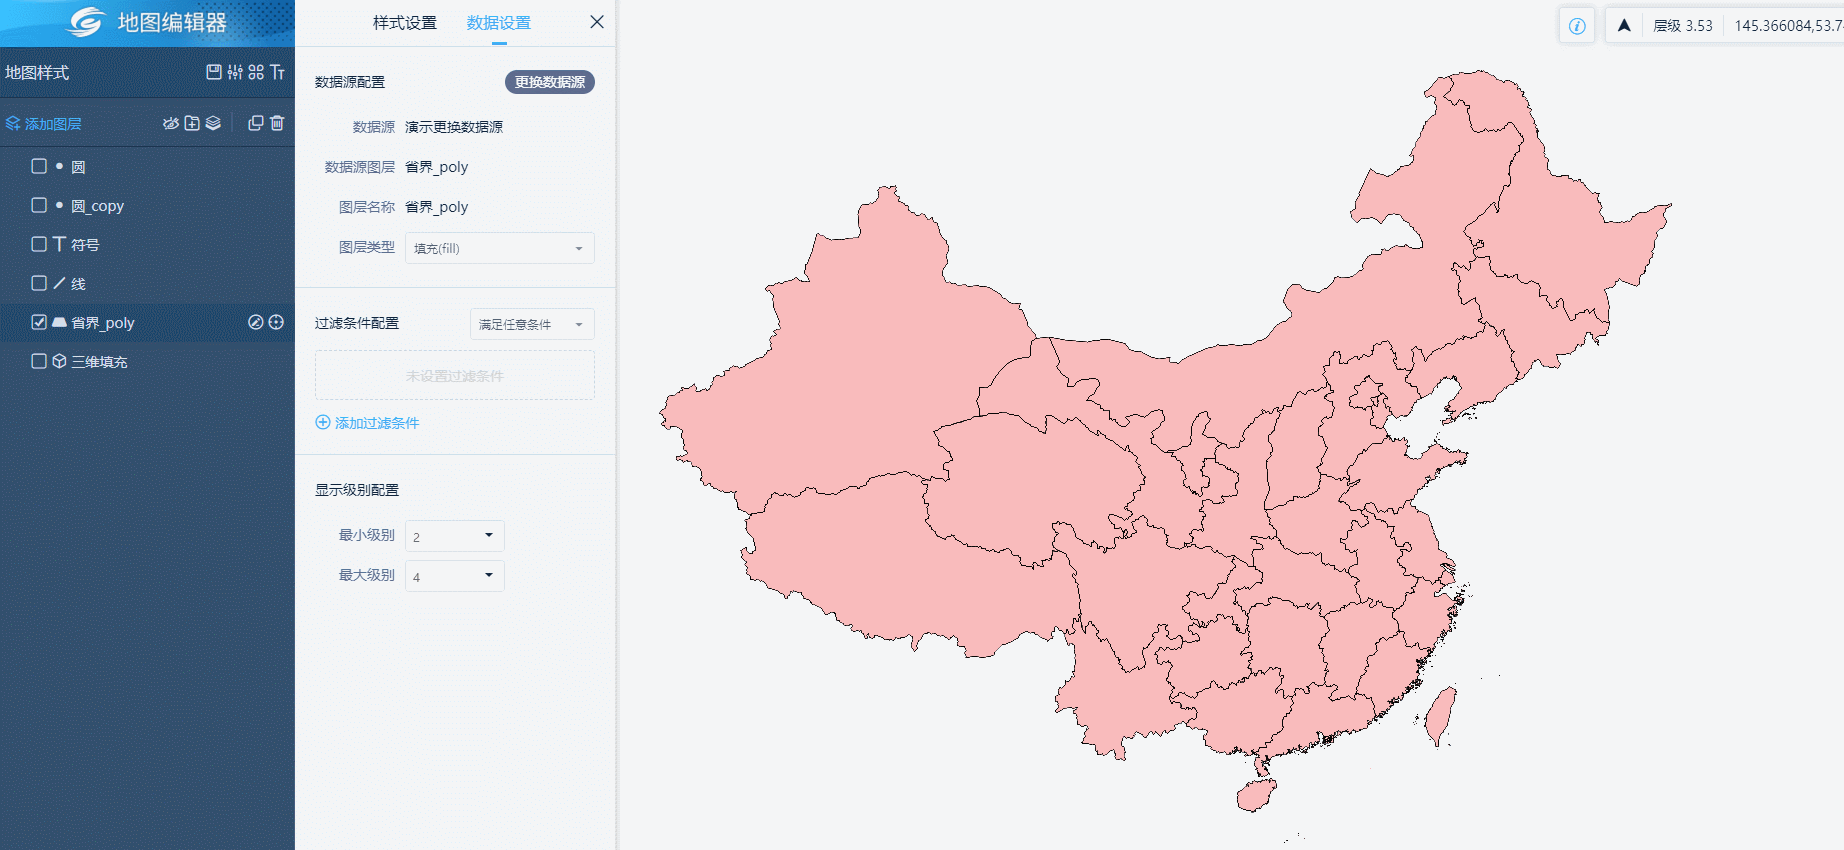 地图编辑器
地图样式
添加图层
圆
圆_copy
符号
线
省界_poly
三维填充
样式设置 数据设置
数据源配置 更换数据源
数据源 演示更换数据源
数据源图层 省界_poly
图层名称 省界_poly
图层类型 填充(fill)
过滤条件配置 满足任意条件
未设置过滤条件
添加过滤条件
显示级别配置
最小级别 2
最大级别 4
层级 3.53 145.366084,53.7